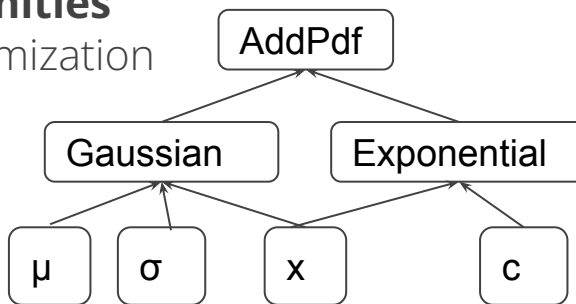 nities
mization
AddPdf
Gaussian
Exponential
μ
σ
x
c